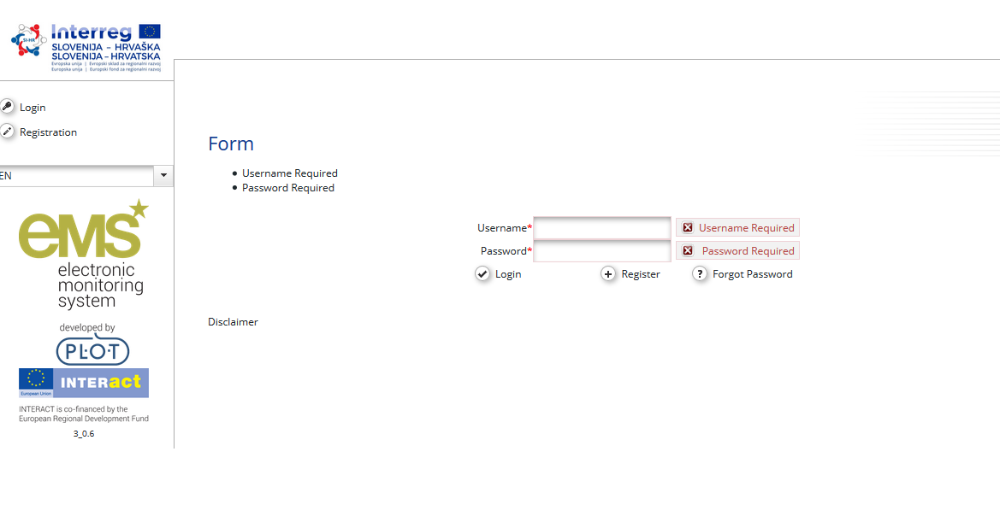 SI-HR
Interreg
SLOVENIJA – HRVAŠKA
SLOVENIJA – HRVATSKA
Evropska unija | Evropski sklad za regionalni razvoj
Europska unija | Europski fond za regionalni razvoj
Login
Registration
EN
eMS
electronic
monitoring
system
developed by
PL·O·T
European Union
INTERact
INTERACT is co-financed by the
European Regional Development Fund
3_0.6
Form
Username Required
Password Required
Username* Username Required
Password* Password Required
Login Register ? Forgot Password
Disclaimer